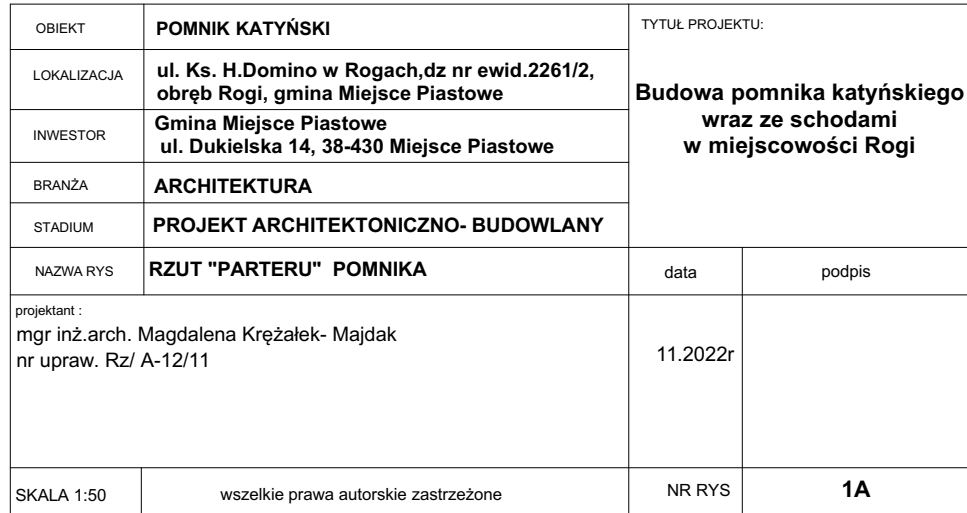 OBIEKT POMNIK KATYŃSKI
TYTUŁ PROJEKTU:
LOKALIZACJA ul. Ks. H.Domino w Rogach,dz nr ewid.2261/2,
obręb Rogi, gmina Miejsce Piastowe
Budowa pomnika katyńskiego
wraz ze schodami
w miejscowości Rogi
INWESTOR Gmina Miejsce Piastowe
ul. Dukielska 14, 38-430 Miejsce Piastowe
BRANŻA ARCHITEKTURA
STADIUM PROJEKT ARCHITEKTONICZNO- BUDOWLANY
NAZWA RYS RZUT "PARTERU" POMNIKA
data podpis
projektant :
mgr inż.arch. Magdalena Krężałek- Majdak
nr upraw. Rz/ A-12/11
11.2022r
SKALA 1:50 wszelkie prawa autorskie zastrzeżone NR RYS 1A